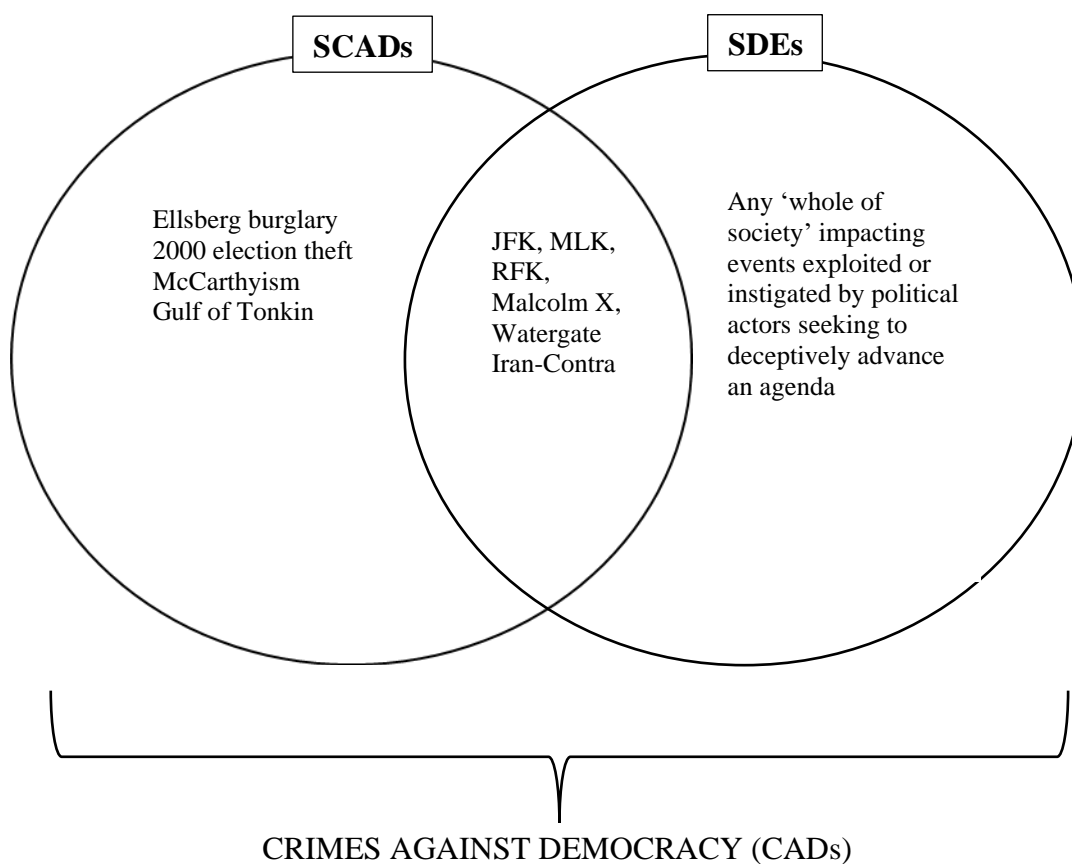 SCADs
SDEs
Ellsberg burglary
2000 election theft
McCarthyism
Gulf of Tonkin
JFK, MLK,
RFK,
Malcolm X,
Watergate
Iran-Contra
Any ‘whole of
society’ impacting
events exploited or
instigated by political
actors seeking to
deceptively advance
an agenda
CRIMES AGAINST DEMOCRACY (CADs)